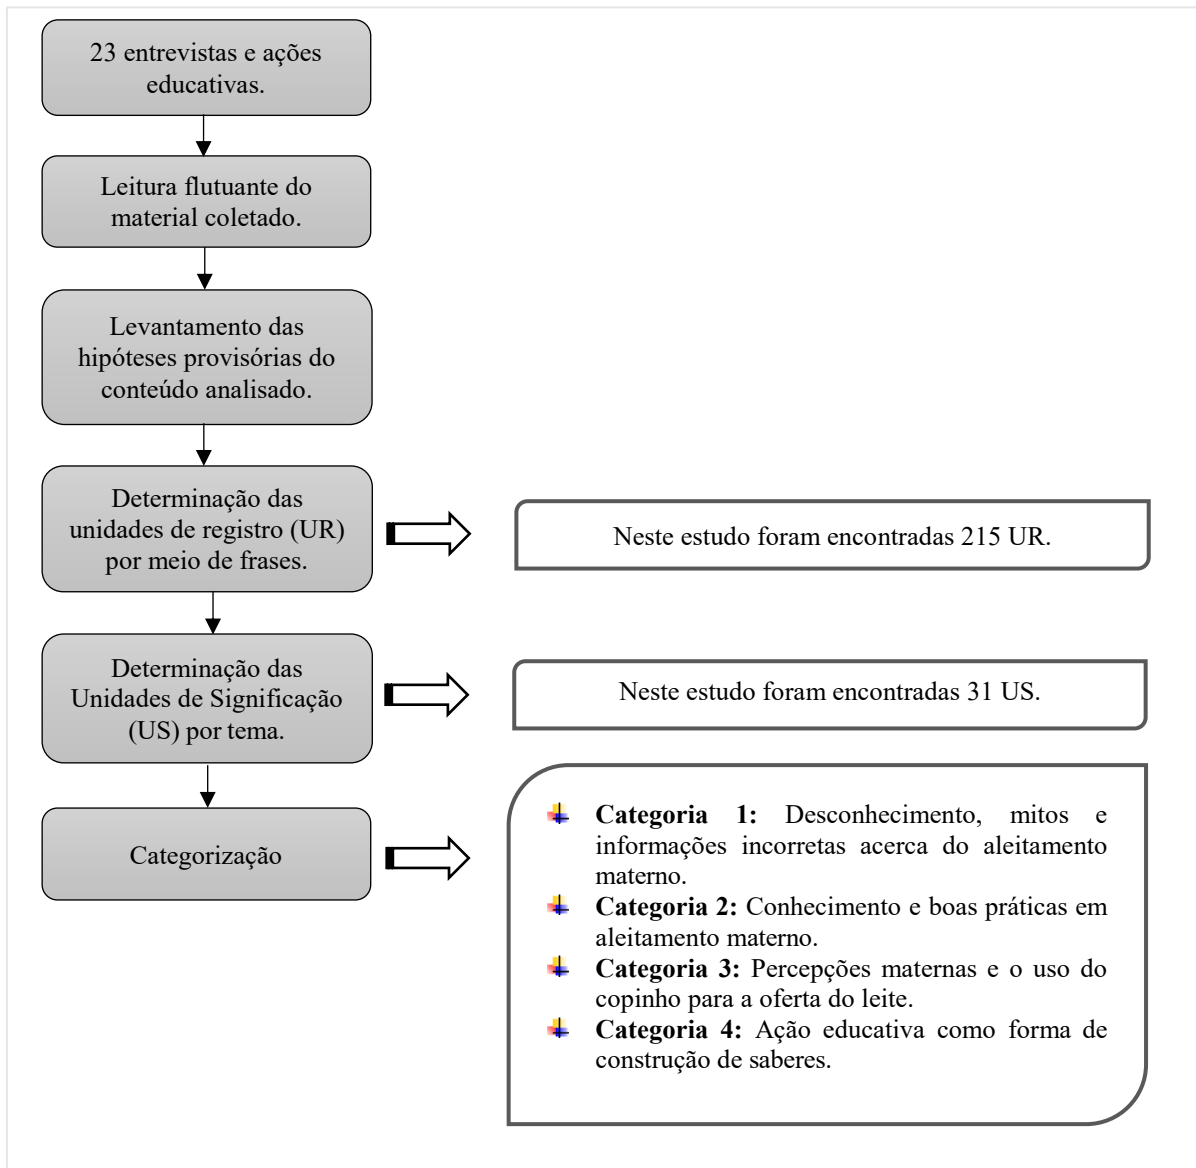 23 entrevistas e ações
educativas.
Leitura flutuante do
material coletado.
Levantamento das
hipóteses provisórias do
conteúdo analisado.
Determinação das
unidades de registro (UR)
por meio de frases.
Neste estudo foram encontradas 215 UR.
Determinação das
Unidades de Significação
(US) por tema.
Neste estudo foram encontradas 31 US.
Categorização
Categoria 1: Desconhecimento, mitos e
informações incorretas acerca do aleitamento
materno.
Categoria 2: Conhecimento e boas práticas em
aleitamento materno.
Categoria 3: Percepções maternas e o uso do
copinho para a oferta do leite.
Categoria 4: Ação educativa como forma de
construção de saberes.